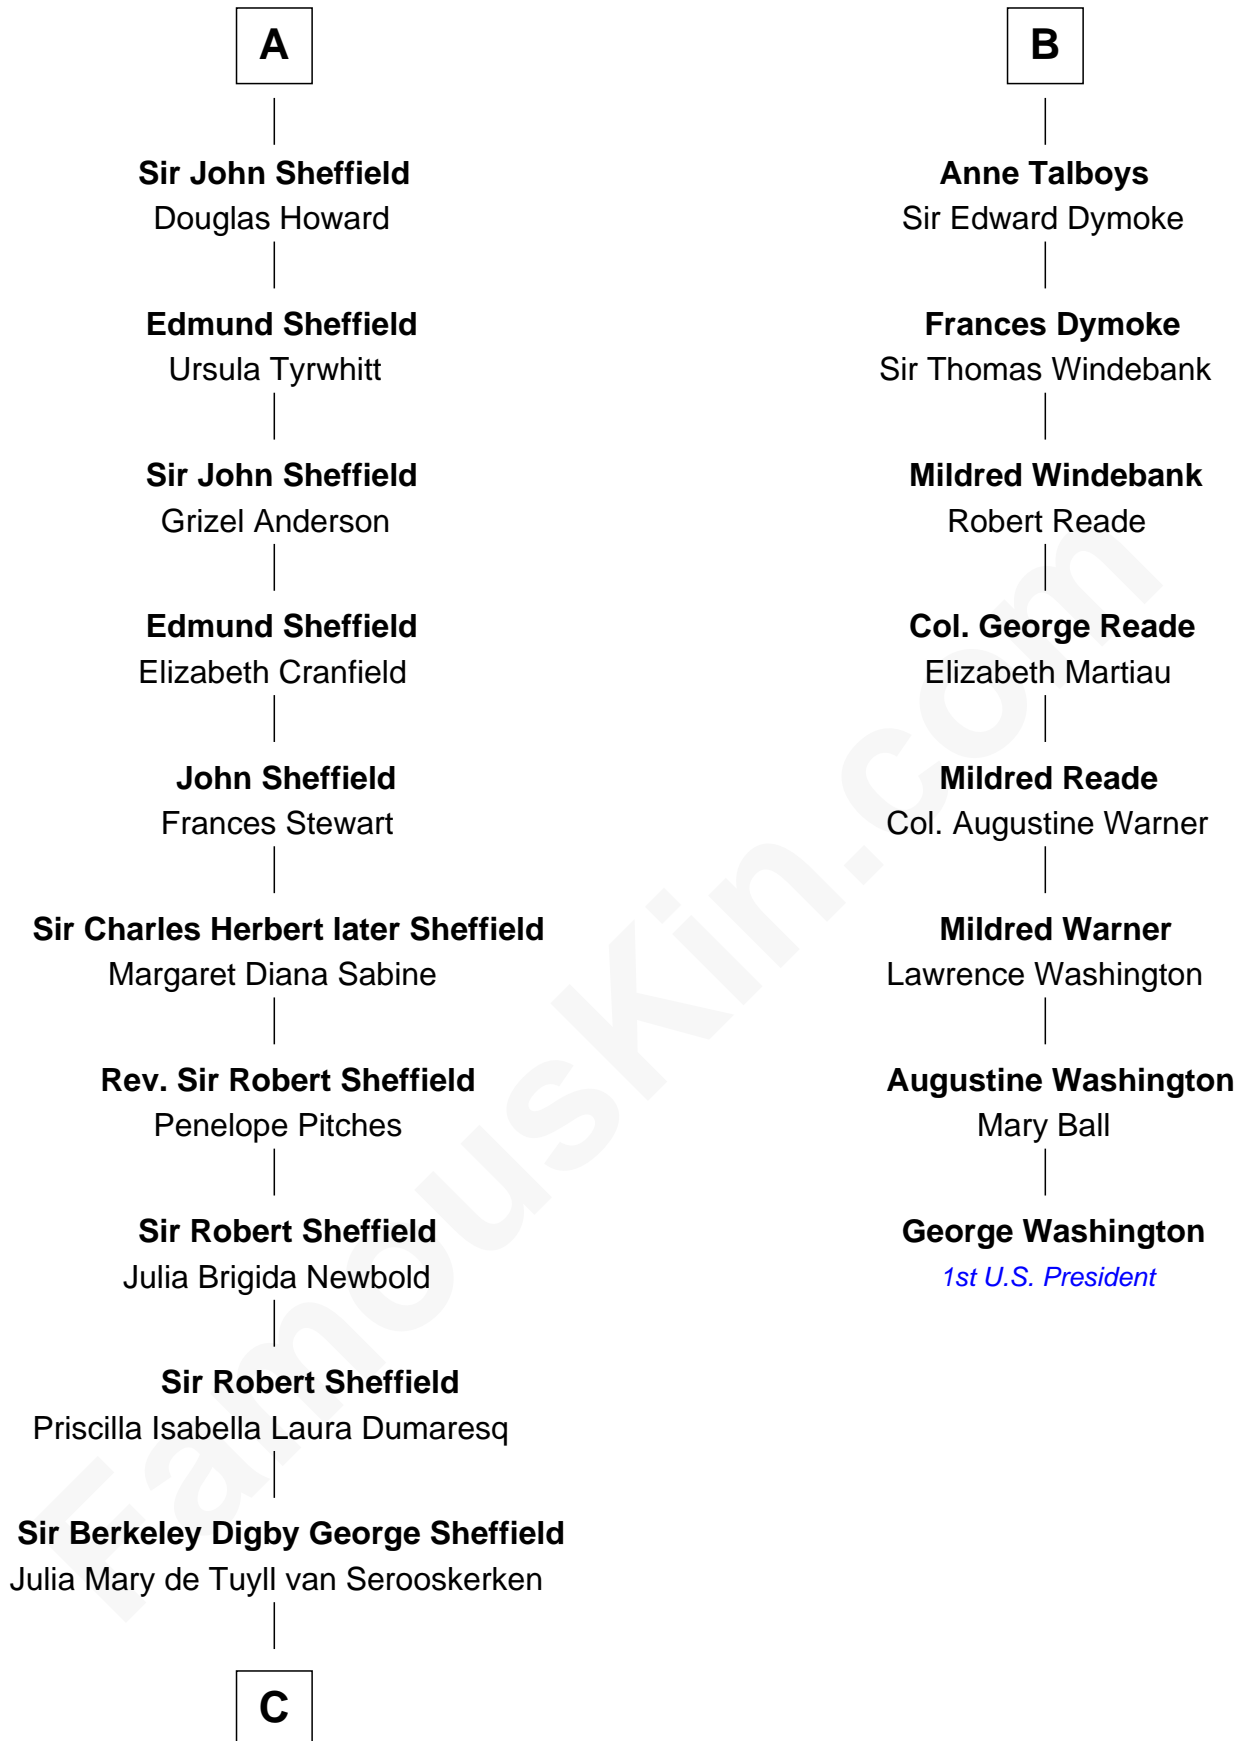 A
Sir John Sheffield
Douglas Howard
Edmund Sheffield
Ursula Tyrwhitt
Sir John Sheffield
Grizel Anderson
Edmund Sheffield
Elizabeth Cranfield
John Sheffield
Frances Stewart
Sir Charles Herbert later Sheffield
Margaret Diana Sabine
Rev. Sir Robert Sheffield
Penelope Pitches
Sir Robert Sheffield
Julia Brigida Newbold
Sir Robert Sheffield
Priscilla Isabella Laura Dumaresq
Sir Berkeley Digby George Sheffield
Julia Mary de Tuyll van Serooskerken
C
B
Anne Talboys
Sir Edward Dymoke
Frances Dymoke
Sir Thomas Windebank
Mildred Windebank
Robert Reade
Col. George Reade
Elizabeth Martiau
Mildred Reade
Col. Augustine Warner
Mildred Warner
Lawrence Washington
Augustine Washington
Mary Ball
George Washington
1st U.S. President
FamousKin.com